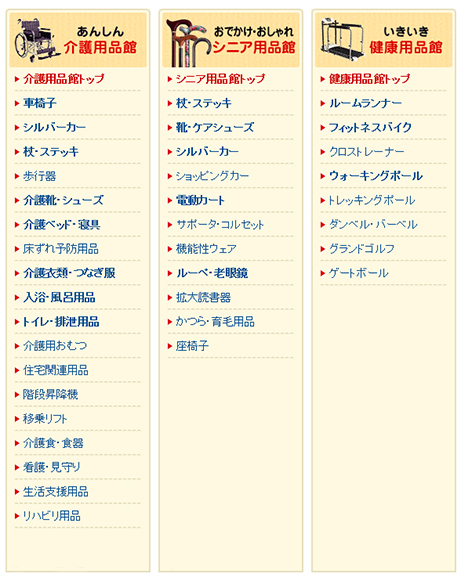 あんしん
介護用品館
介護用品館トップ
車椅子
シルバーカー
杖・ステッキ
歩行器
介護靴・シューズ
介護ベッド・寝具
床ずれ予防用品
介護衣類・つなぎ服
入浴・風呂用品
トイレ・排泄用品
介護用おむつ
住宅関連用品
階段昇降機
移乗リフト
介護食・食器
看護・見守り
生活支援用品
リハビリ用品
おでかけ・おしゃれ
シニア用品館
シニア用品館トップ
杖・ステッキ
靴・ケアシューズ
シルバーカー
ショッピングカー
電動カート
サポータ・コルセット
機能性ウェア
ルーペ・老眼鏡
拡大読書器
かつら・育毛用品
座椅子
いきいき
健康用品館
健康用品館トップ
ルームランナー
フィットネスバイク
クロストレーナー
ウォーキングポール
トレッキングポール
ダンベル・バーベル
グランドゴルフ
ゲートボール